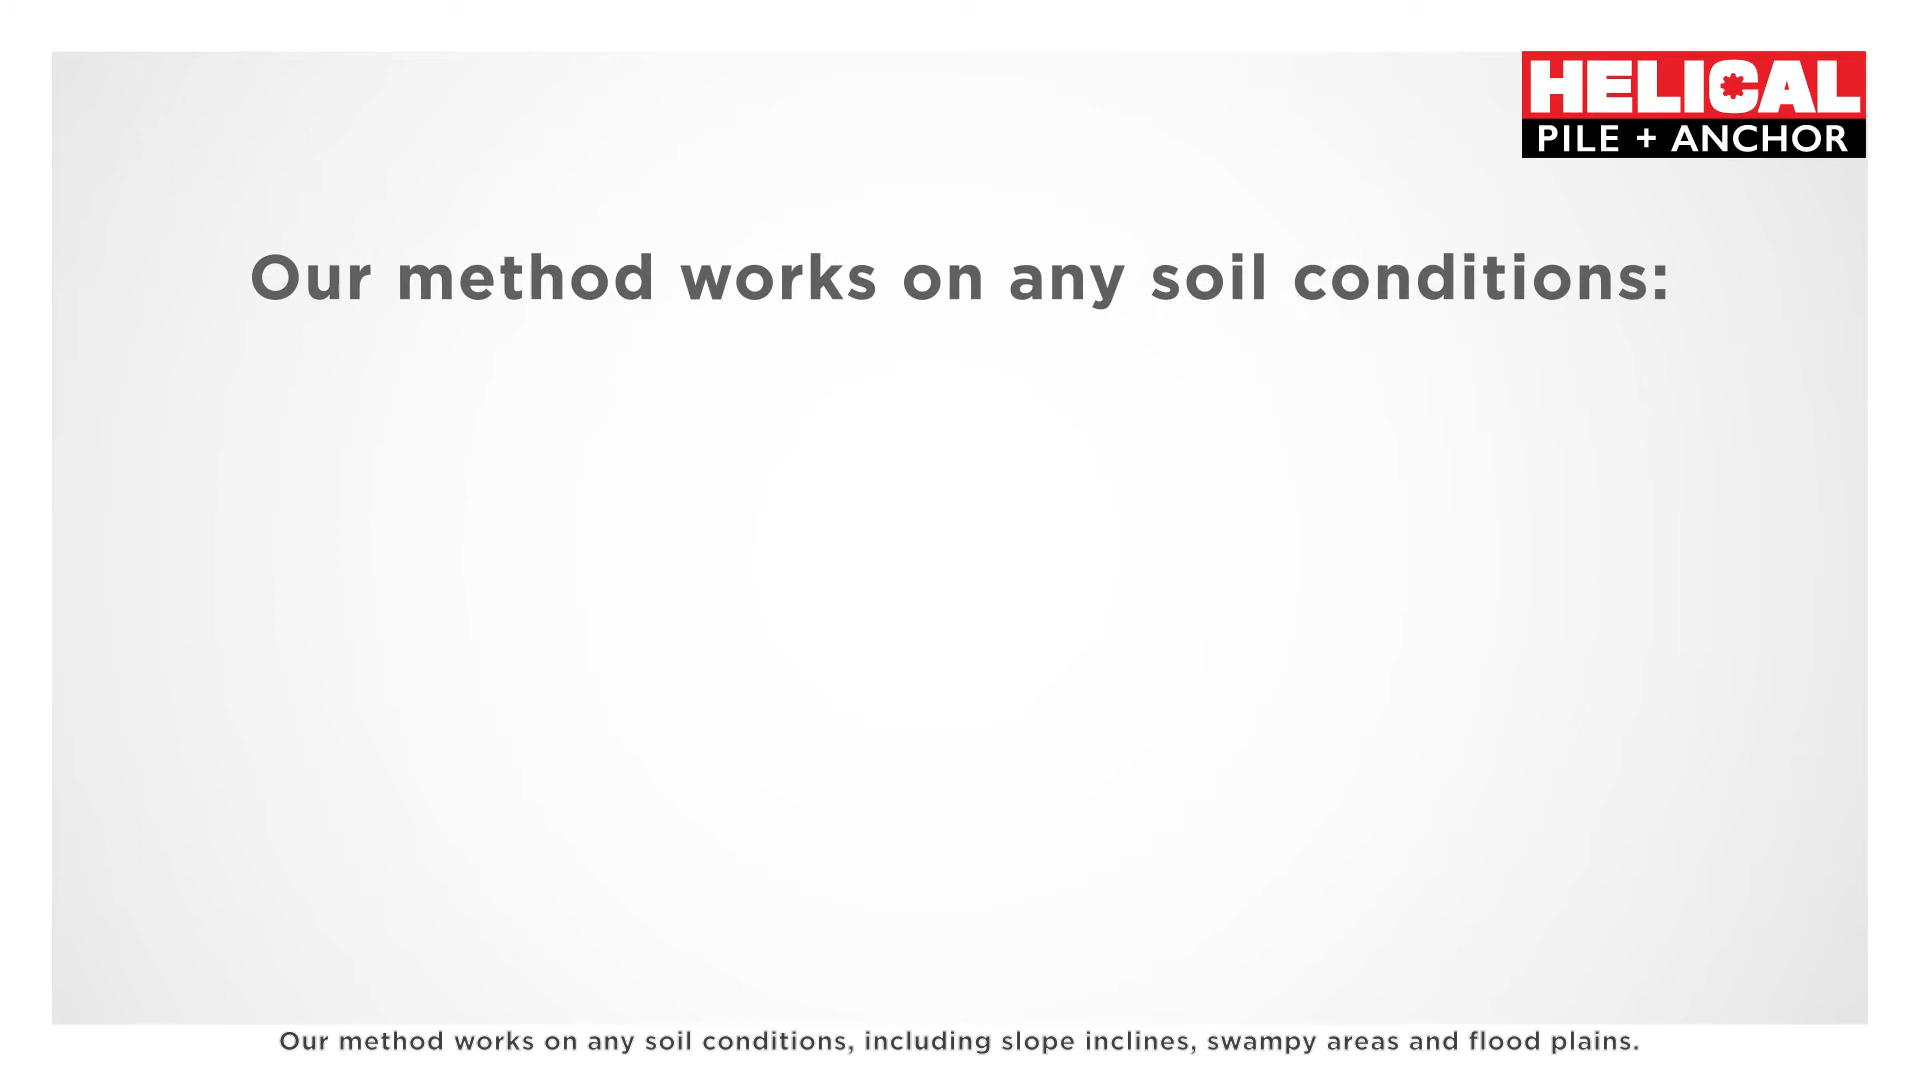 HELICAL
PILE + ANCHOR
Our method works on any soil conditions:
Our method works on any soil conditions, including slope inclines, swampy areas and flood plains.